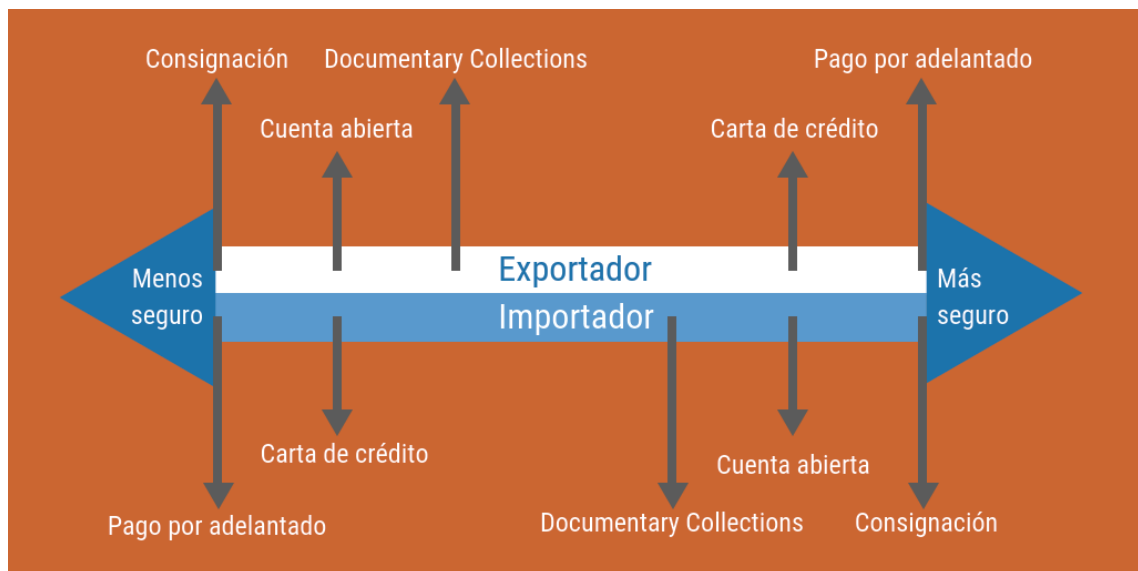 Consignación
Documentary Collections
Pago por adelantado
Cuenta abierta
Carta de crédito
Menos
seguro
Exportador
Importador
Más
seguro
Carta de crédito
Cuenta abierta
Pago por adelantado
Documentary Collections
Consignación